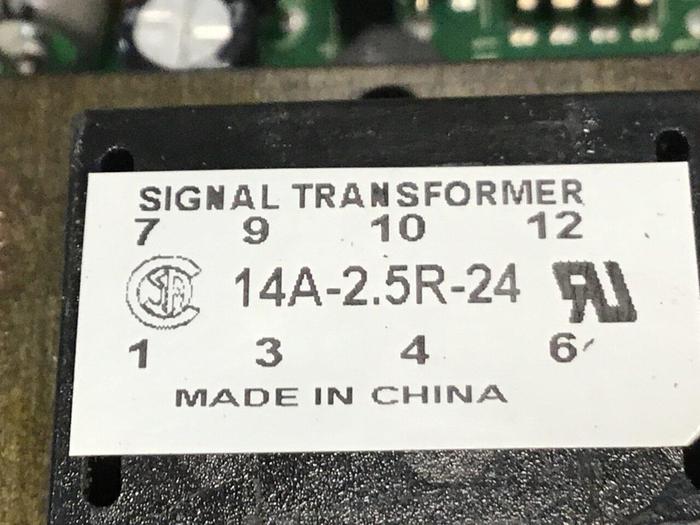 SIGNAL TRANSFORMER
7 9 10 12
14A-2.5R-24
1 3 4 6
MADE IN CHINA